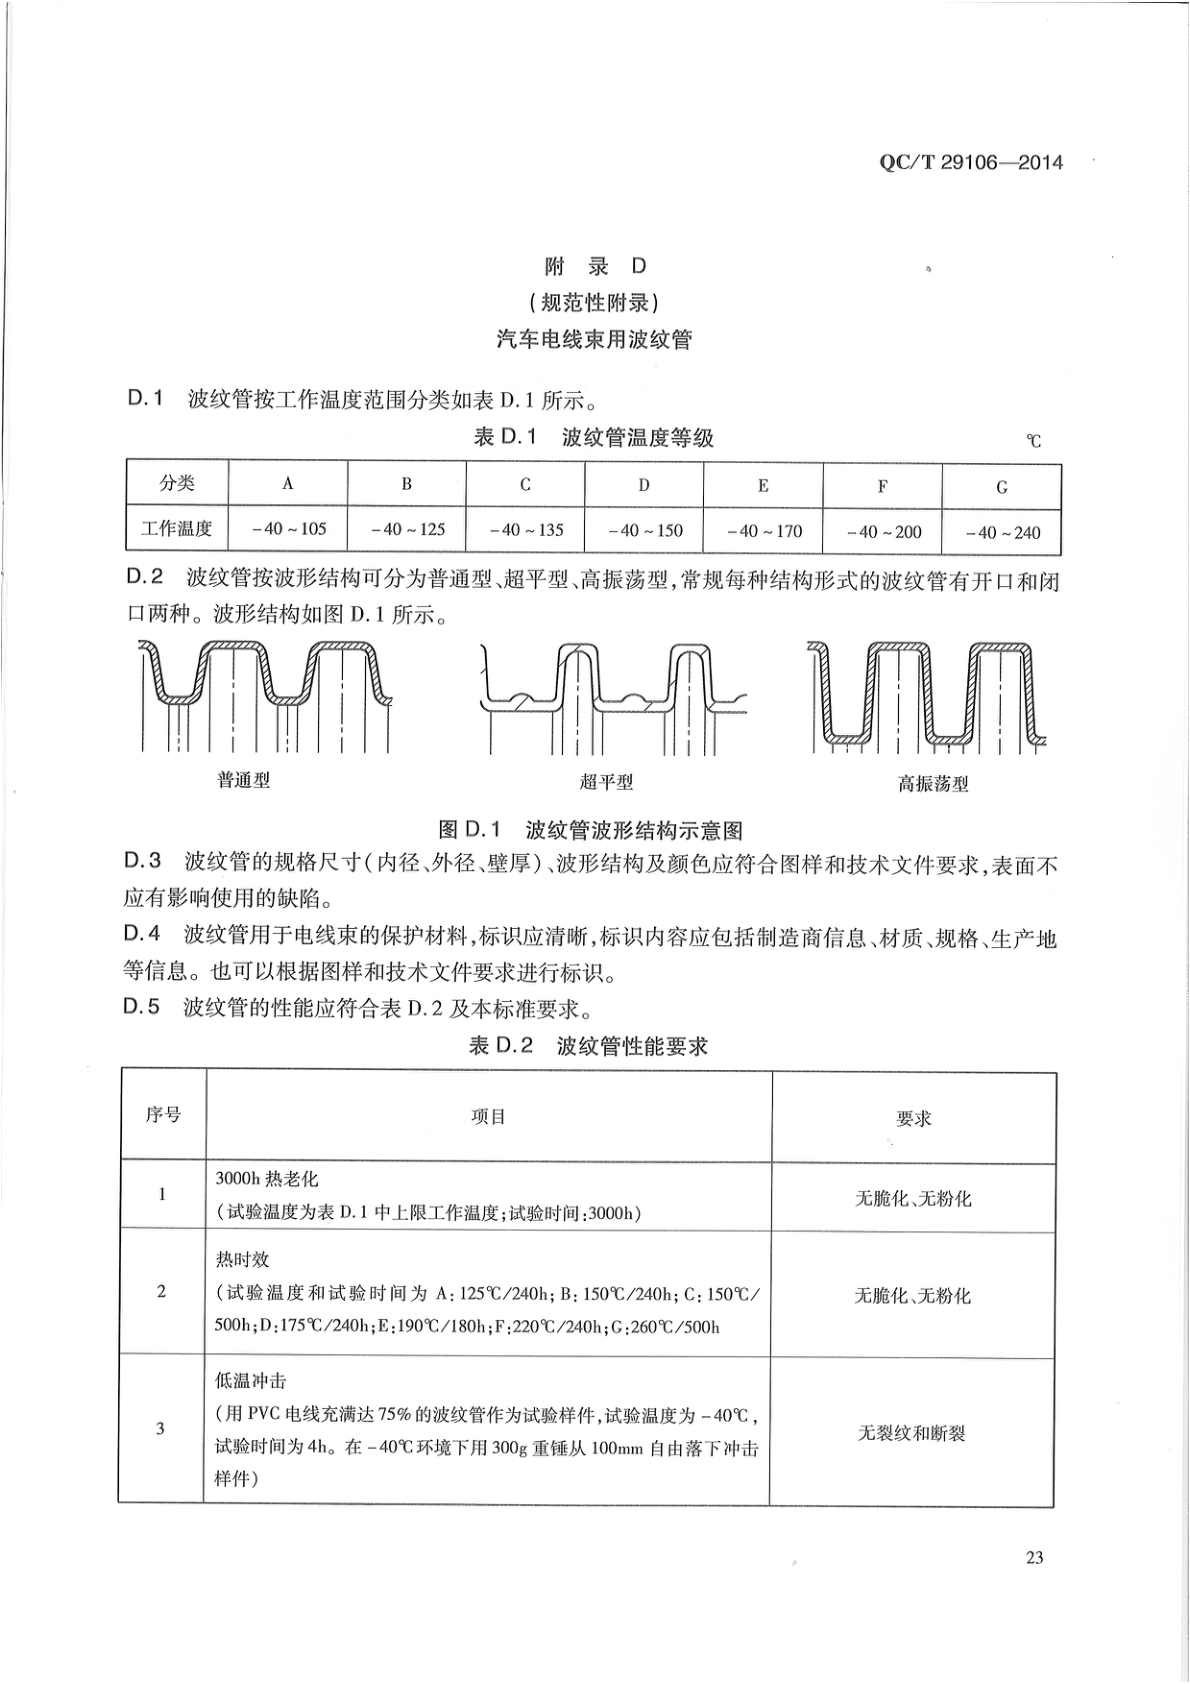 QC/T 29106—2014
附 录 D
(规范性附录)
汽车电线束用波纹管
D.1 波纹管按工作温度范围分类如表 D.1 所示。
表 D.1 波纹管温度等级 ℃
分类 A B C D E F G
工作温度 -40~105 -40~125 -40~135 -40~150 -40~170 -40~200 -40~240
D.2 波纹管按波形结构可分为普通型、超平型、高振荡型,常规每种结构形式的波纹管有开口和闭
口两种。波形结构如图 D.1 所示。
普通型 超平型 高振荡型
图 D.1 波纹管波形结构示意图
D.3 波纹管的规格尺寸(内径、外径、壁厚)、波形结构及颜色应符合图样和技术文件要求,表面不
应有影响使用的缺陷。
D.4 波纹管用于电线束的保护材料,标识应清晰,标识内容应包括制造商信息、材质、规格、生产地
等信息。也可以根据图样和技术文件要求进行标识。
D.5 波纹管的性能应符合表 D.2 及本标准要求。
表 D.2 波纹管性能要求
序号 项目 要求
3000h 热老化
1 无脆化、无粉化
(试验温度为表 D.1 中上限工作温度;试验时间:3000h)
热时效
2 (试验温度和试验时间为 A:125℃/240h;B:150℃/240h;C:150℃/ 无脆化、无粉化
500h;D:175℃/240h;E:190℃/180h;F:220℃/240h;G:260℃/500h
低温冲击
(用 PVC 电线充满达 75% 的波纹管作为试验样件,试验温度为 -40℃,
3 无裂纹和断裂
试验时间为 4h。在 -40℃ 环境下用 300g 重锤从 100mm 自由落下冲击
样件)
23